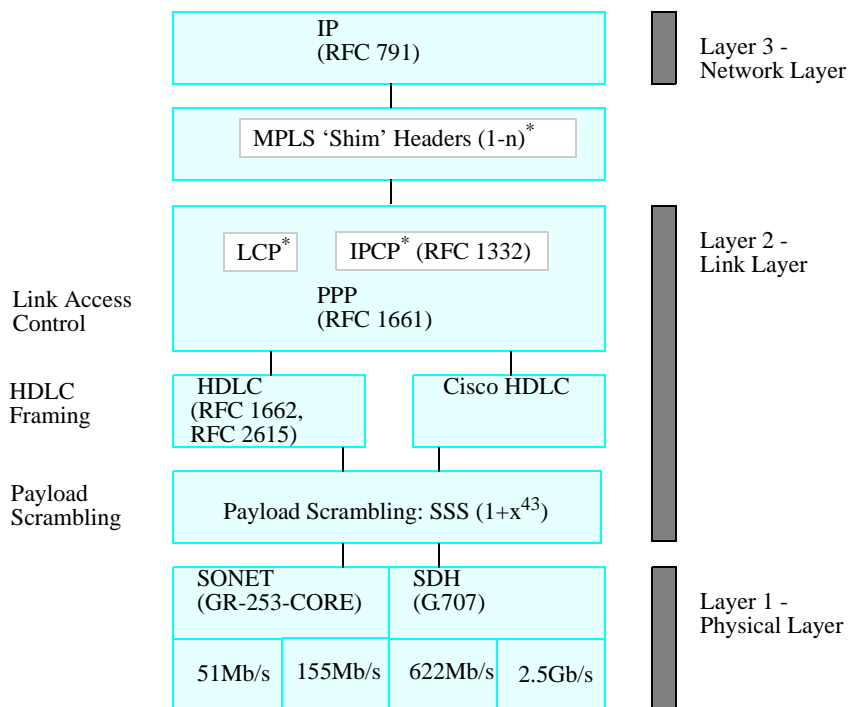 IP
(RFC 791)
Layer 3 -
Network Layer
MPLS ‘Shim’ Headers (1-n)*
LCP*
IPCP* (RFC 1332)
Layer 2 -
Link Layer
PPP
(RFC 1661)
Link Access
Control
HDLC
Framing
HDLC
(RFC 1662,
RFC 2615)
Cisco HDLC
Payload
Scrambling
Payload Scrambling: SSS (1+x43)
SONET
(GR-253-CORE)
SDH
(G.707)
Layer 1 -
Physical Layer
51Mb/s
155Mb/s
622Mb/s
2.5Gb/s